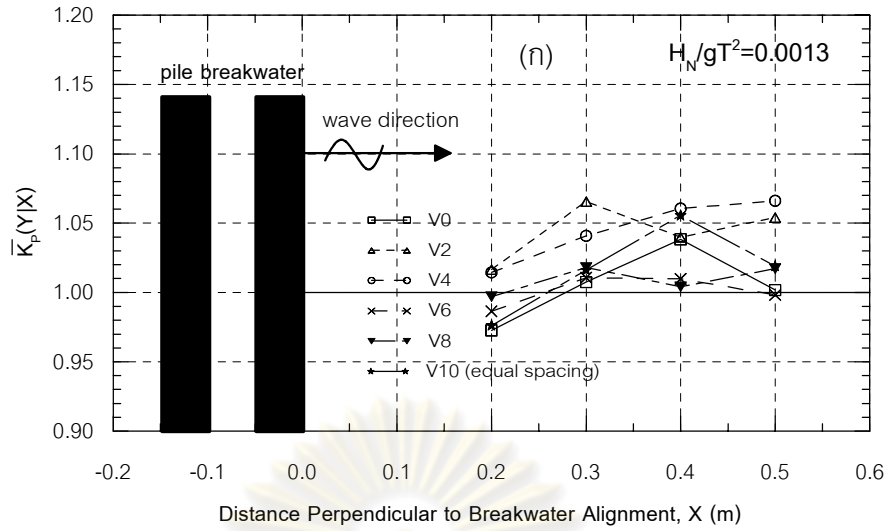 1.20
(ก) H_N/gT²=0.0013
pile breakwater
1.15
wave direction
1.10
K̅_P(Y|X)
V0
1.05
V2
V4
1.00
V6
V8
0.95
V10 (equal spacing)
0.90
-0.2 -0.1 0.0 0.1 0.2 0.3 0.4 0.5 0.6
Distance Perpendicular to Breakwater Alignment, X (m)